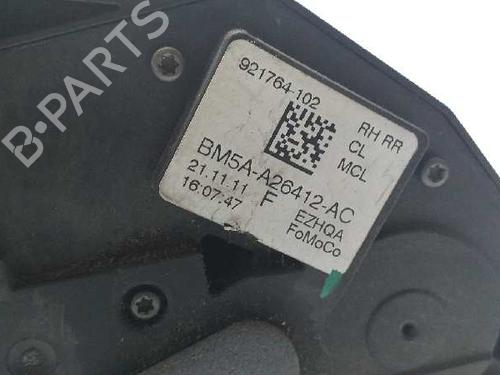 B-PARTS
921764-102
RH RR
CL
MCL
BM5A-A26412-AC
21.11.11 F
16:07:47
EZHQA
FoMoCo